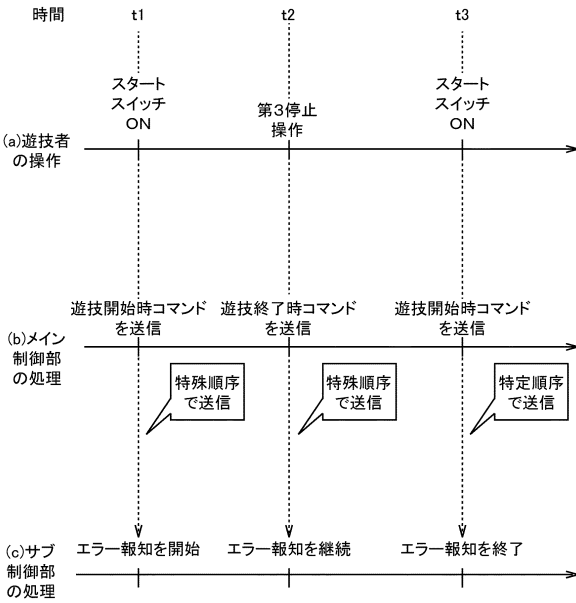 時間
t1
t2
t3
スタート
スイッチ
ON
第3停止
操作
スタート
スイッチ
ON
(a)遊技者
の操作
遊技開始時コマンド
を送信
遊技終了時コマンド
を送信
遊技開始時コマンド
を送信
(b)メイン
制御部
の処理
特殊順序
で送信
特殊順序
で送信
特定順序
で送信
エラー報知を開始
エラー報知を継続
エラー報知を終了
(c)サブ
制御部
の処理